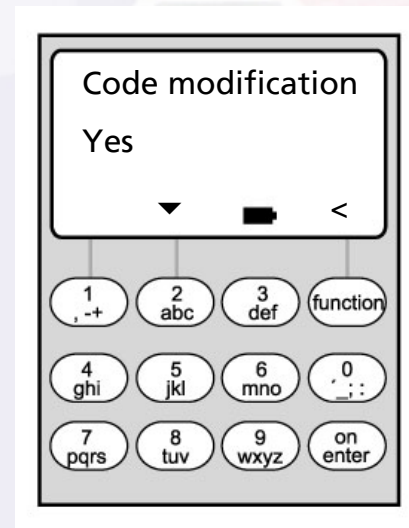 Code modification
Yes
<
1
, -+
2
abc
3
def
function
4
ghi
5
jkl
6
mno
0
´_; :
7
pqrs
8
tuv
9
wxyz
on
enter